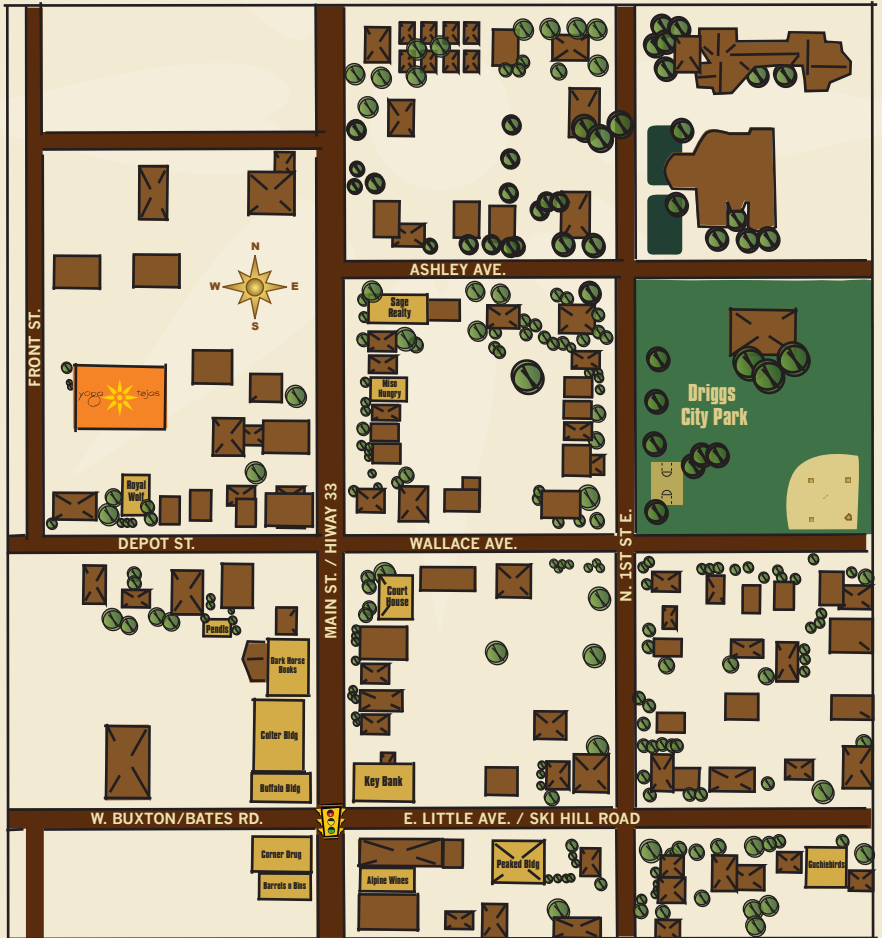 ASHLEY AVE.
N
W
E
S
Sage
Realty
FRONT ST.
Miso
Hungry
yoga tejas
Driggs
City Park
Royal
Wolf
MAIN ST. / HIWAY 33
N. 1ST ST E.
DEPOT ST.
WALLACE AVE.
Court
House
Pendls
Dark Horse
Books
Colter Bldg
Key Bank
Buffalo Bldg
W. BUXTON/BATES RD.
E. LITTLE AVE. / SKI HILL ROAD
Corner Drug
Peaked Bldg
Guchiebirds
Alpine Wines
Barrels n Bins